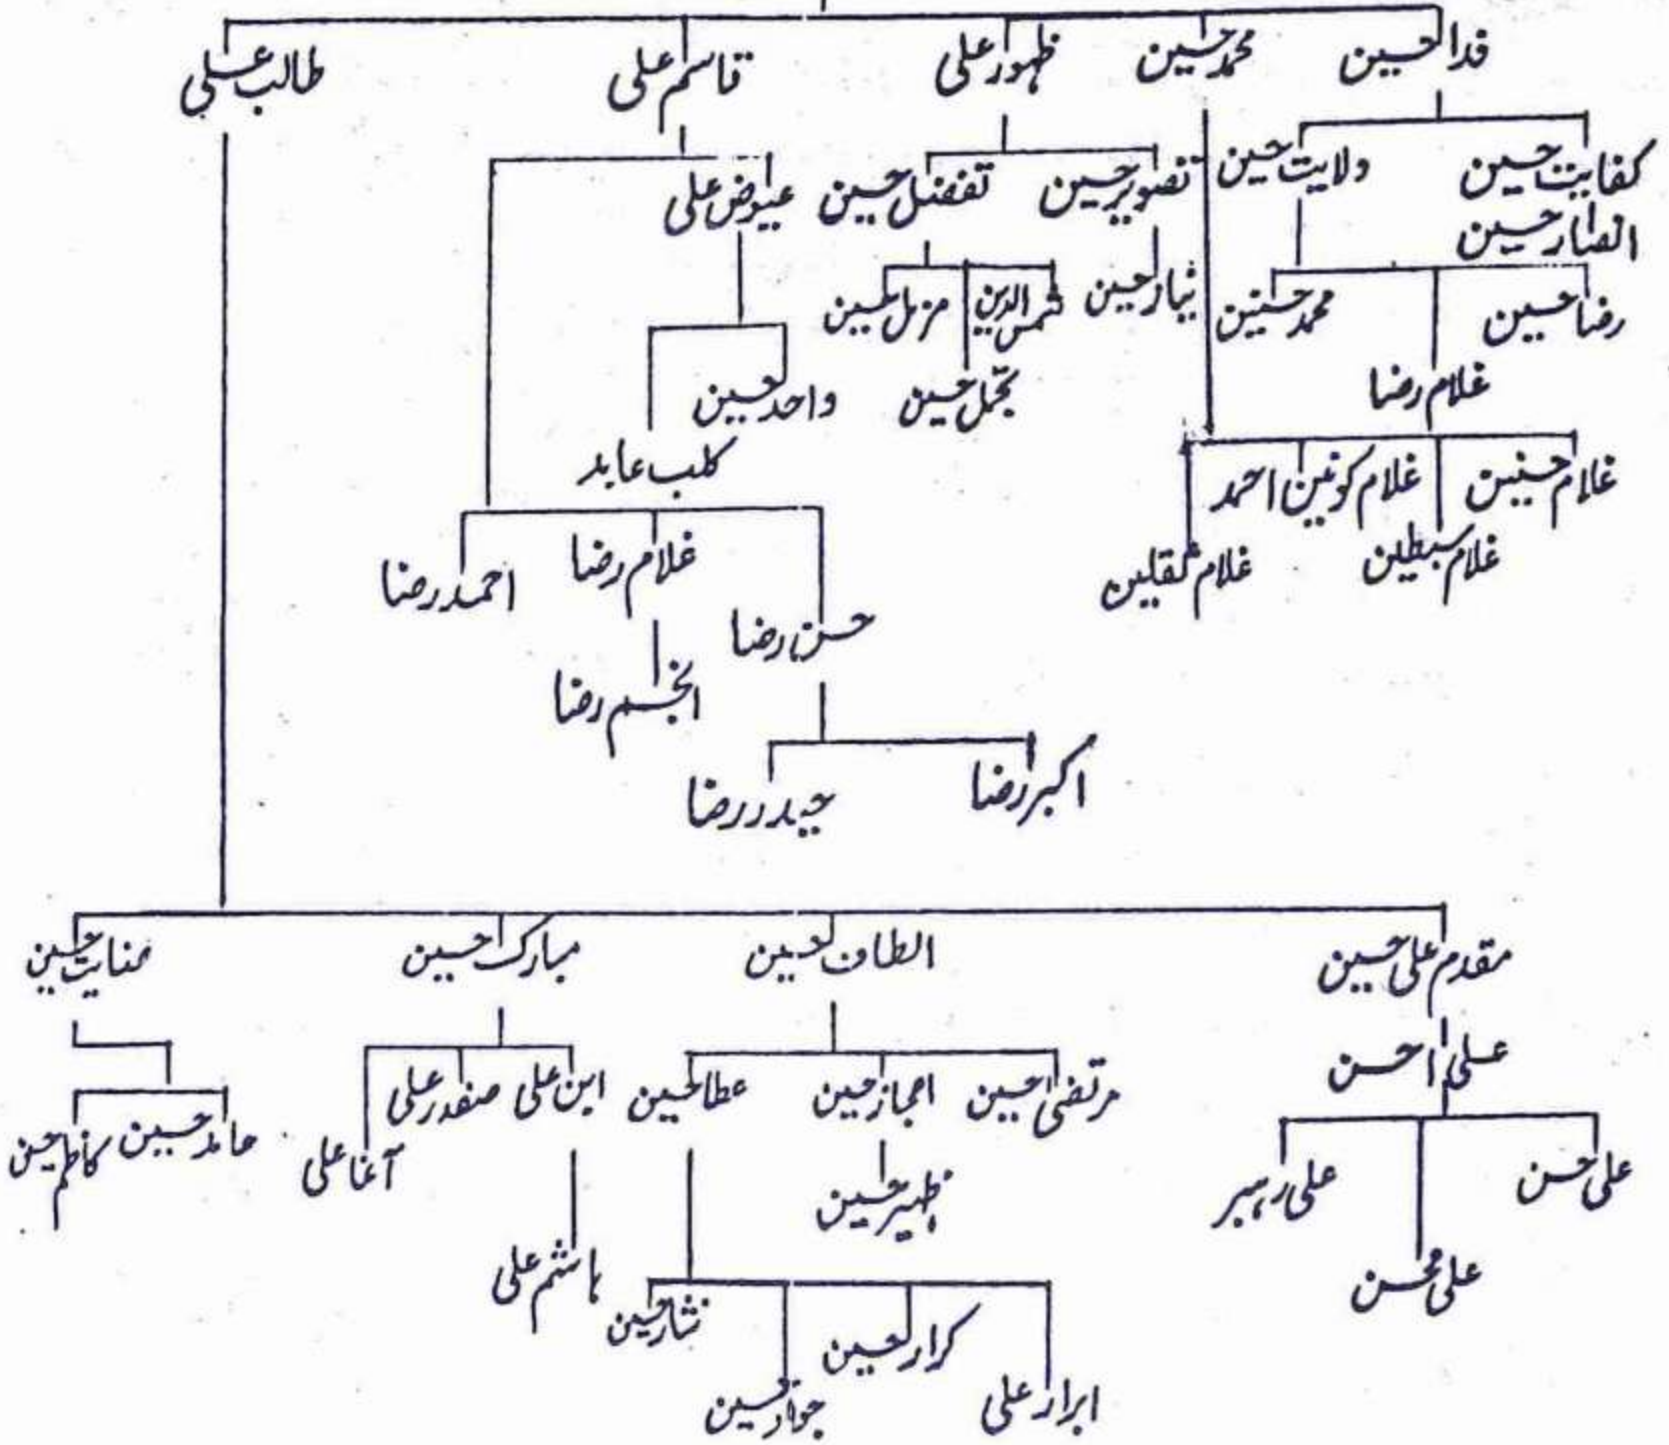 فدا حسین
محمد حسین
ظہور علی
قاسم علی
طالب علی
کفایت حسین
ولایت حسین
تصویر حسین
تفضل حسین
عیوض علی
انصار حسین
رضا حسین
محمد حسنین
نیاز حسین
شمس الدین
مزمل حسین
غلام رضا
تجمل حسین
واحد حسین
کلب عابد
غلام حسنین
غلام کونین احمد
غلام سبطین
غلام ثقلین
حسن رضا
غلام رضا
احمد رضا
انجسم رضا
اکبر رضا
حیدر رضا
مقدم علی حسین
الطاف حسین
مبارک حسین
عنایت حسین
علی احسن
مرتضیٰ حسین
اعجاز حسین
عطا حسین
ابن علی
صفدر علی
آغا علی
حامد حسین
کاظم حسین
علی حسن
علی رہبر
ظہیر حسین
علی محسن
ہاشم علی
نثار حسین
کرار حسین
ابرار علی
جواد حسین